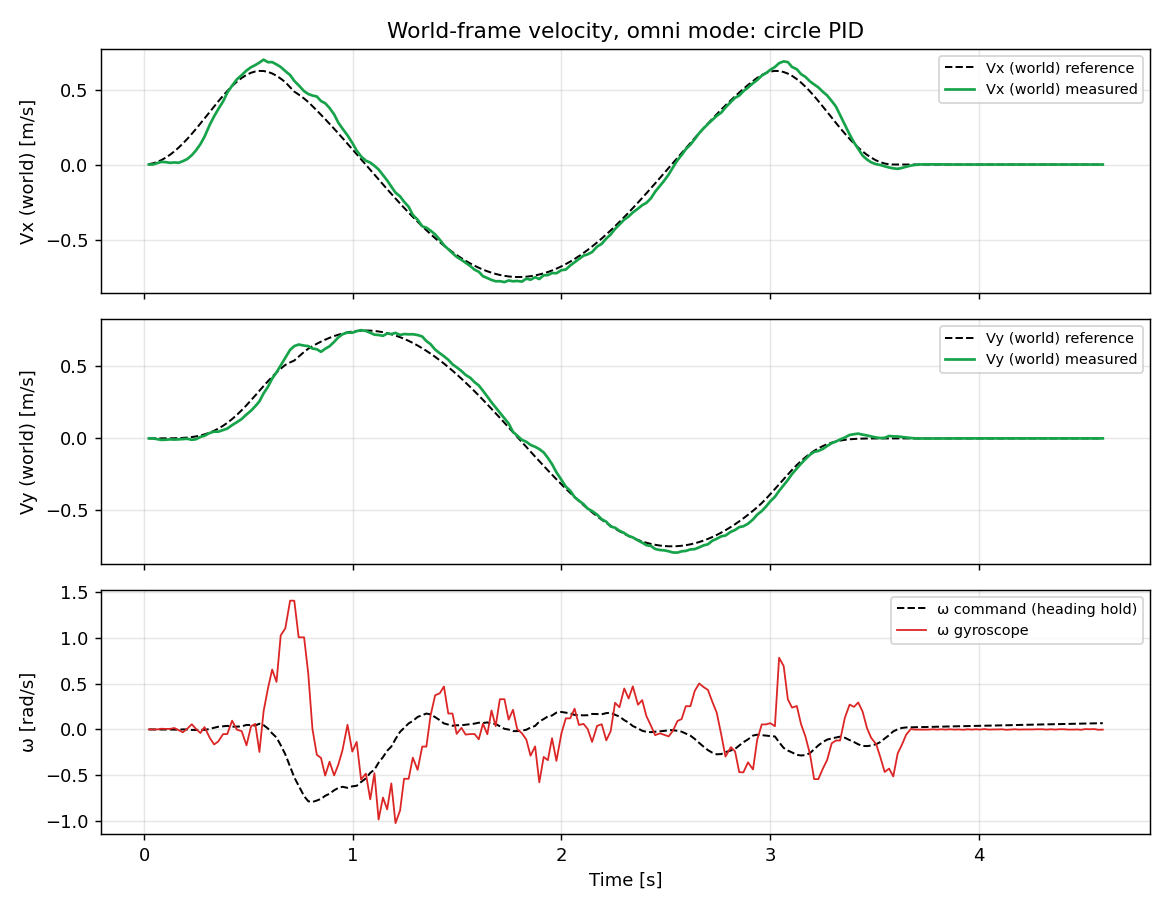 World-frame velocity, omni mode: circle PID
Vx (world) [m/s]
0.5
0.0
−0.5
Vx (world) reference
Vx (world) measured
Vy (world) [m/s]
0.5
0.0
−0.5
Vy (world) reference
Vy (world) measured
ω [rad/s]
1.5
1.0
0.5
0.0
−0.5
−1.0
ω command (heading hold)
ω gyroscope
0 1 2 3 4
Time [s]